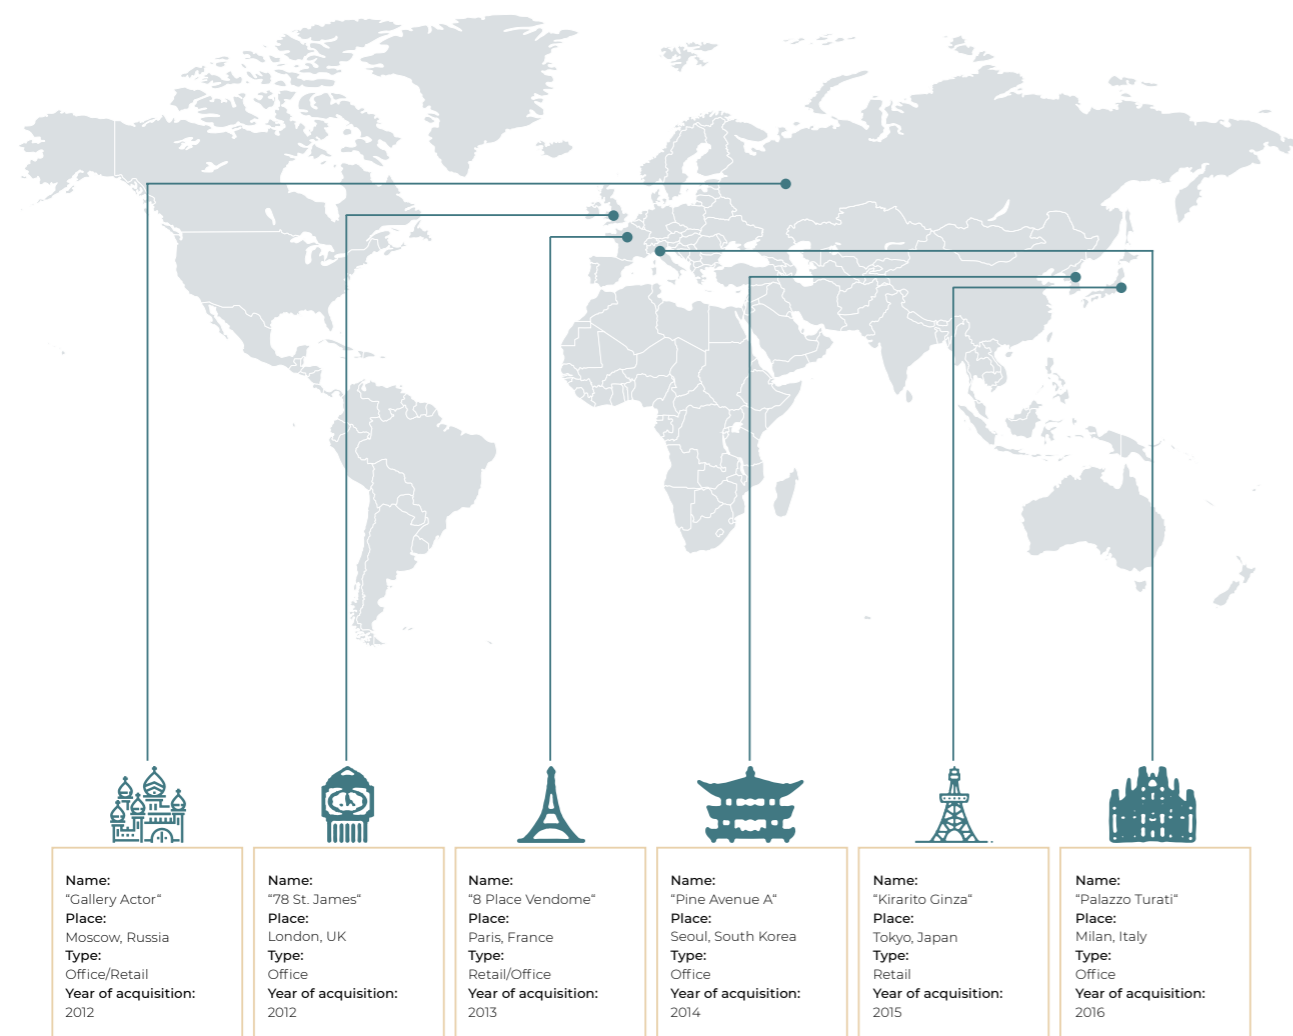 Name:
“Gallery Actor“
Place:
Moscow, Russia
Type:
Office/Retail
Year of acquisition:
2012
Name:
“78 St. James“
Place:
London, UK
Type:
Office
Year of acquisition:
2012
Name:
“8 Place Vendome“
Place:
Paris, France
Type:
Retail/Office
Year of acquisition:
2013
Name:
“Pine Avenue A“
Place:
Seoul, South Korea
Type:
Office
Year of acquisition:
2014
Name:
“Kirarito Ginza“
Place:
Tokyo, Japan
Type:
Retail
Year of acquisition:
2015
Name:
“Palazzo Turati“
Place:
Milan, Italy
Type:
Office
Year of acquisition:
2016